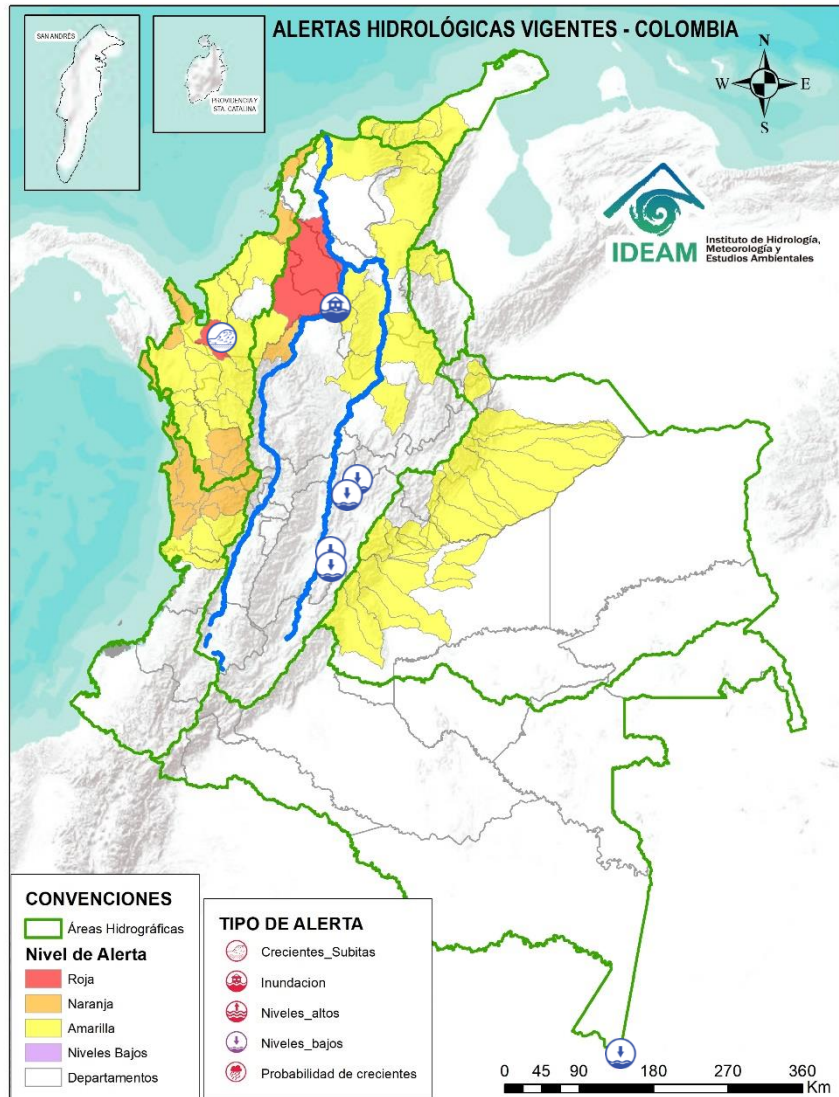 ALERTAS HIDROLÓGICAS VIGENTES - COLOMBIA
SAN ANDRÉS
PROVIDENCIA Y
STA. CATALINA
N
W
E
S
IDEAM
Instituto de Hidrología,
Meteorología y
Estudios Ambientales
CONVENCIONES
Áreas Hidrográficas
Nivel de Alerta
Roja
Naranja
Amarilla
Niveles Bajos
Departamentos
TIPO DE ALERTA
Crecientes_Subitas
Inundacion
Niveles_altos
Niveles_bajos
Probabilidad de crecientes
0 45 90 180 270 360
Km